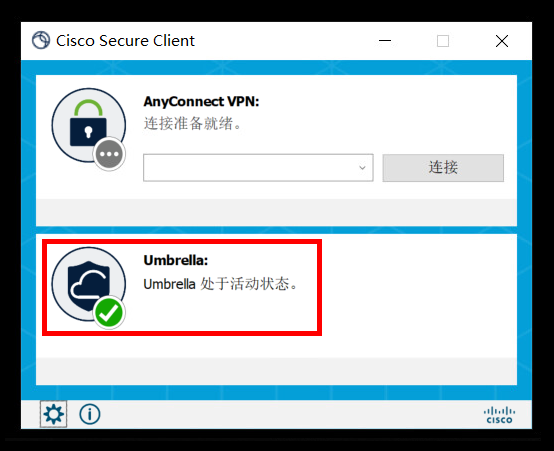 Cisco Secure Client
AnyConnect VPN:
连接准备就绪。
连接
Umbrella:
Umbrella 处于活动状态。
CISCO